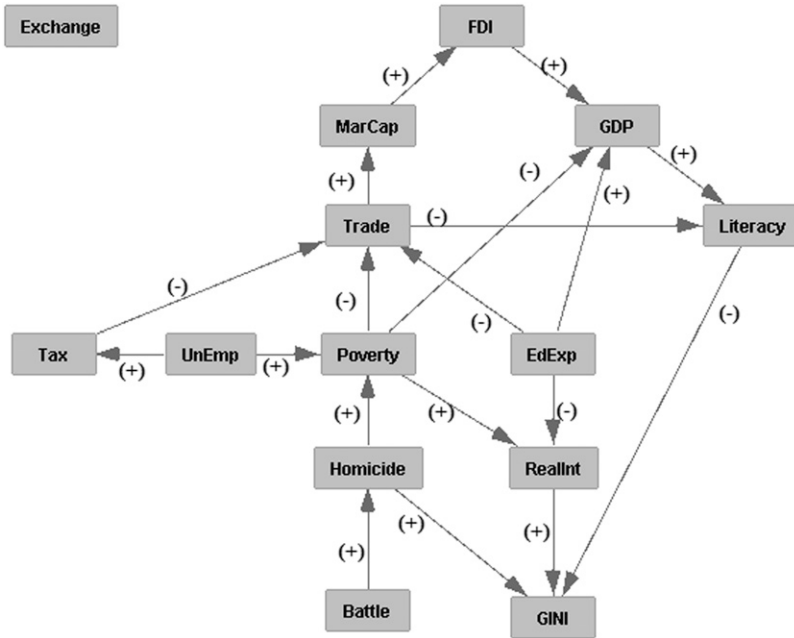 Exchange
FDI
(+)
(+)
MarCap
GDP
(+)
(-)
(+)
(+)
Trade
(-)
Literacy
(-)
(-)
(-)
(-)
Tax
(+)
UnEmp
(+)
Poverty
EdExp
(+)
(+)
(-)
Homicide
RealInt
(+)
(+)
(+)
Battle
GINI